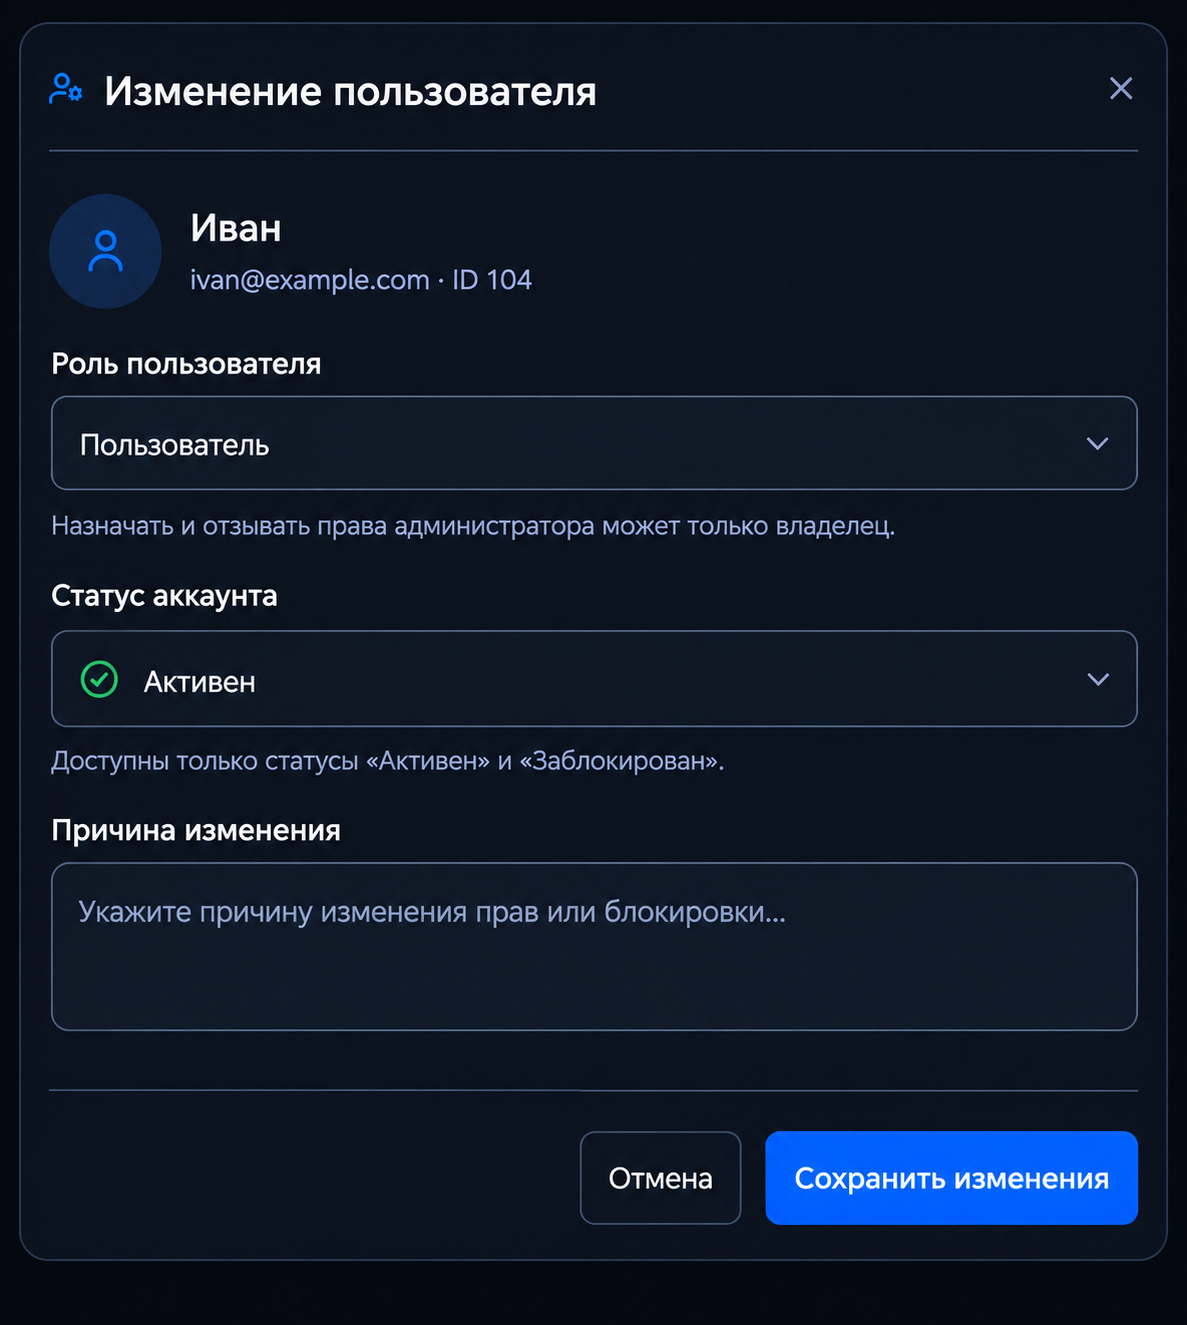 Изменение пользователя
Иван
ivan@example.com · ID 104
Роль пользователя
Пользователь
Назначать и отзывать права администратора может только владелец.
Статус аккаунта
Активен
Доступны только статусы «Активен» и «Заблокирован».
Причина изменения
Укажите причину изменения прав или блокировки...
Отмена
Сохранить изменения